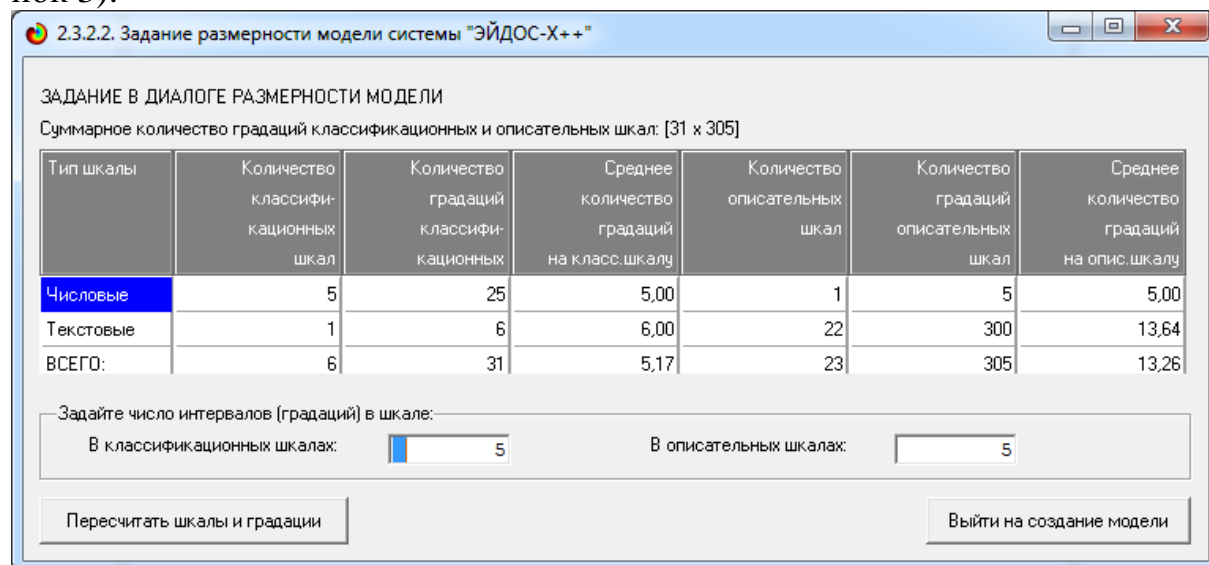 нок 3).
2.3.2.2. Задание размерности модели системы "ЭЙДОС-X++"
ЗАДАНИЕ В ДИАЛОГЕ РАЗМЕРНОСТИ МОДЕЛИ
Суммарное количество градаций классификационных и описательных шкал: [31 x 305]
Тип шкалы Количество классифи- кационных шкал Количество градаций классифи- кационных Среднее количество градаций на класс.шкалу Количество описательных шкал Количество градаций описательных шкал Среднее количество градаций на опис.шкалу
Числовые 5 25 5,00 1 5 5,00
Текстовые 1 6 6,00 22 300 13,64
ВСЕГО: 6 31 5,17 23 305 13,26
Задайте число интервалов (градаций) в шкале:
В классификационных шкалах: 5 В описательных шкалах: 5
Пересчитать шкалы и градации Выйти на создание модели